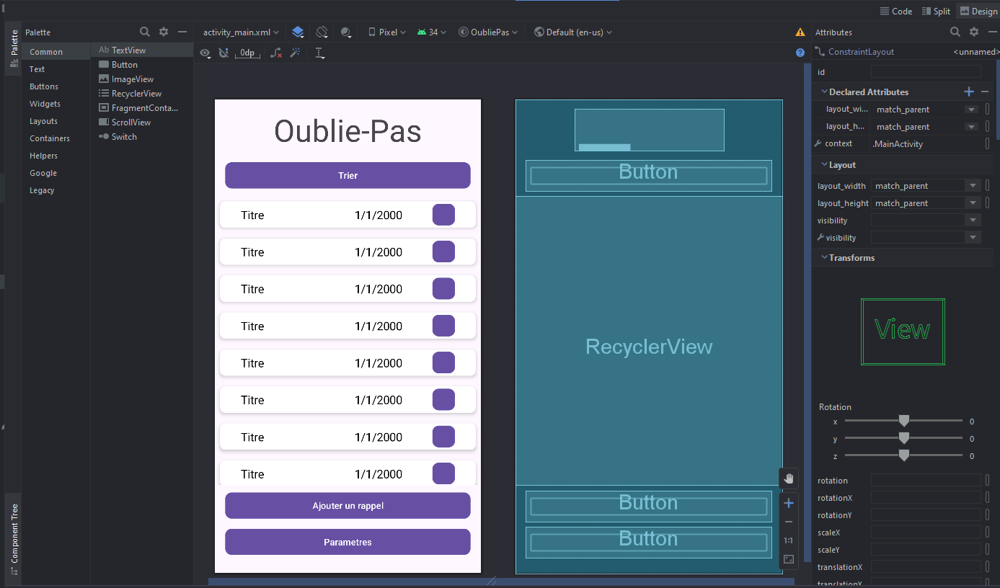 Code Split Design
Palette
activity_main.xml Pixel 34 OubliePas Default (en-us)
Attributes
Palette
Common
Text
Buttons
Widgets
Layouts
Containers
Helpers
Google
Legacy
Ab TextView
Button
ImageView
RecyclerView
FragmentConta...
ScrollView
Switch
0dp
Oublie-Pas
Trier
Titre 1/1/2000
Titre 1/1/2000
Titre 1/1/2000
Titre 1/1/2000
Titre 1/1/2000
Titre 1/1/2000
Titre 1/1/2000
Titre 1/1/2000
Ajouter un rappel
Parametres
Button
RecyclerView
Button
Button
1:1
ConstraintLayout <unnamed>
id
Declared Attributes
layout_wi... match_parent
layout_h... match_parent
context .MainActivity
Layout
layout_width match_parent
layout_height match_parent
visibility
visibility
Transforms
View
Rotation
x 0
y 0
z 0
rotation
rotationX
rotationY
scaleX
scaleY
translationX
translationY
Component Tree